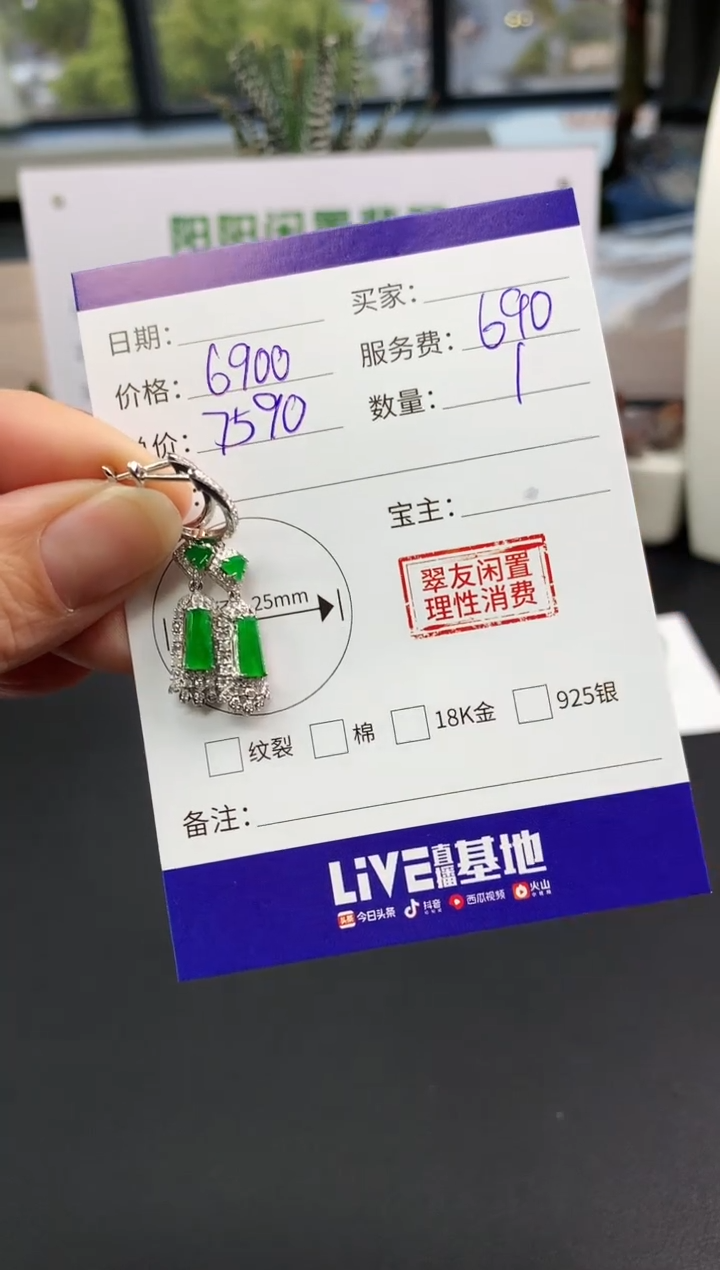 日期：
买家：
价格：6900
服务费：690
价：7590
数量：1
宝主：
25mm
翠友闲置
理性消费
纹裂 棉 18K金 925银
备注：
LiVE直播基地
头条 今日头条 抖音 西瓜视频 火山